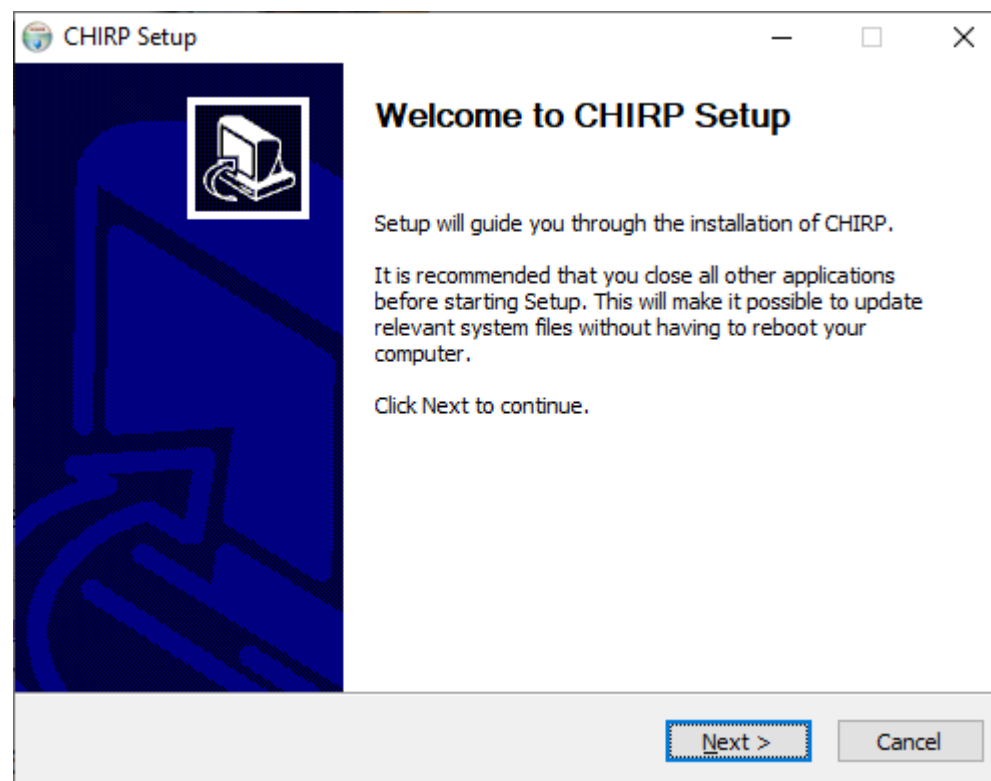 CHIRP Setup
Welcome to CHIRP Setup
Setup will guide you through the installation of CHIRP.
It is recommended that you close all other applications
before starting Setup. This will make it possible to update
relevant system files without having to reboot your
computer.
Click Next to continue.
Next >
Cancel